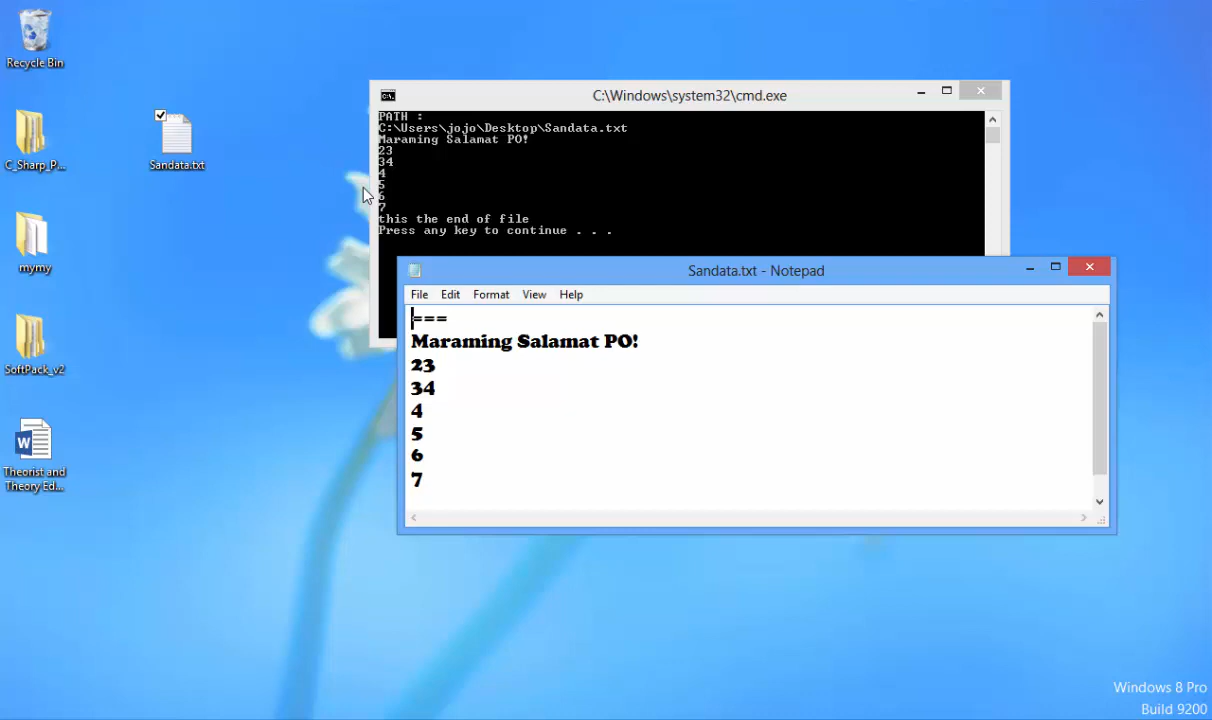 Recycle Bin
C_Sharp_P...
mymy
SoftPack_v2
Theorist and
Theory Ed...
Sandata.txt
C:\.
C:\Windows\system32\cmd.exe
PATH :
C:\Users\jojo\Desktop\Sandata.txt
Maraming Salamat PO!
23
34
4
5
6
7
this the end of file
Press any key to continue . . .
Sandata.txt - Notepad
File Edit Format View Help
===
Maraming Salamat PO!
23
34
4
5
6
7
Windows 8 Pro
Build 9200